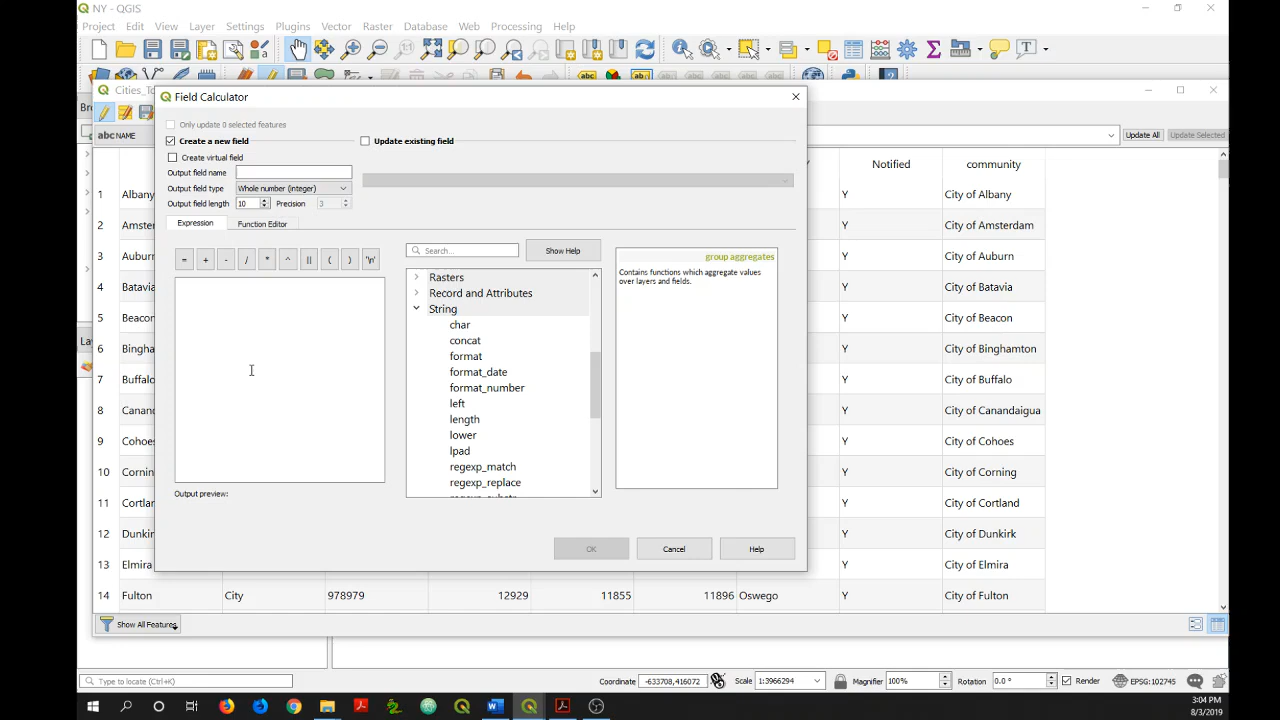 NY - QGIS
Project Edit View Layer Settings Plugins Vector Raster Database Web Processing Help
Field Calculator
Only update 0 selected features
Create a new field
Update existing field
Create virtual field
Output field name
Output field type Whole number (integer)
Output field length 10 Precision 3
Expression Function Editor
= + - / * ^ || ( ) '\n'
Search...
Show Help
Rasters
Record and Attributes
String
char
concat
format
format_date
format_number
left
length
lower
lpad
regexp_match
regexp_replace
group aggregates
Contains functions which aggregate values
over layers and fields.
Output preview:
OK Cancel Help
abc NAME
Update All Update Selected
Notified community
1 Albany Y City of Albany
2 Y City of Amsterdam
3 Auburn Y City of Auburn
4 Batavia Y City of Batavia
5 Beacon Y City of Beacon
6 Y City of Binghamton
7 Buffalo Y City of Buffalo
8 Y City of Canandaigua
9 Cohoes Y City of Cohoes
10 Corning Y City of Corning
11 Y City of Cortland
12 Y City of Dunkirk
13 Elmira Y City of Elmira
14 Fulton City 978979 12929 11855 11896 Oswego Y City of Fulton
Show All Features
Type to locate (Ctrl+K)
Coordinate -633708,416072 Scale 1:3966294 Magnifier 100% Rotation 0.0 ° Render EPSG:102745
3:04 PM
8/3/2019